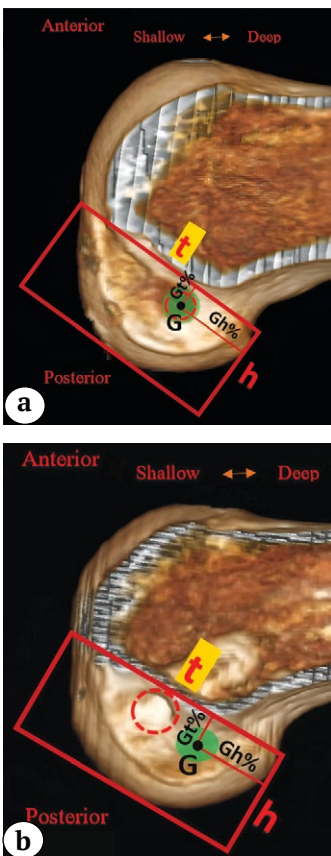 Anterior
Shallow ↔ Deep
t
Gt%
G
Gh%
h
Posterior
a
Anterior
Shallow ↔ Deep
t
Gt%
Gh%
G
h
Posterior
b